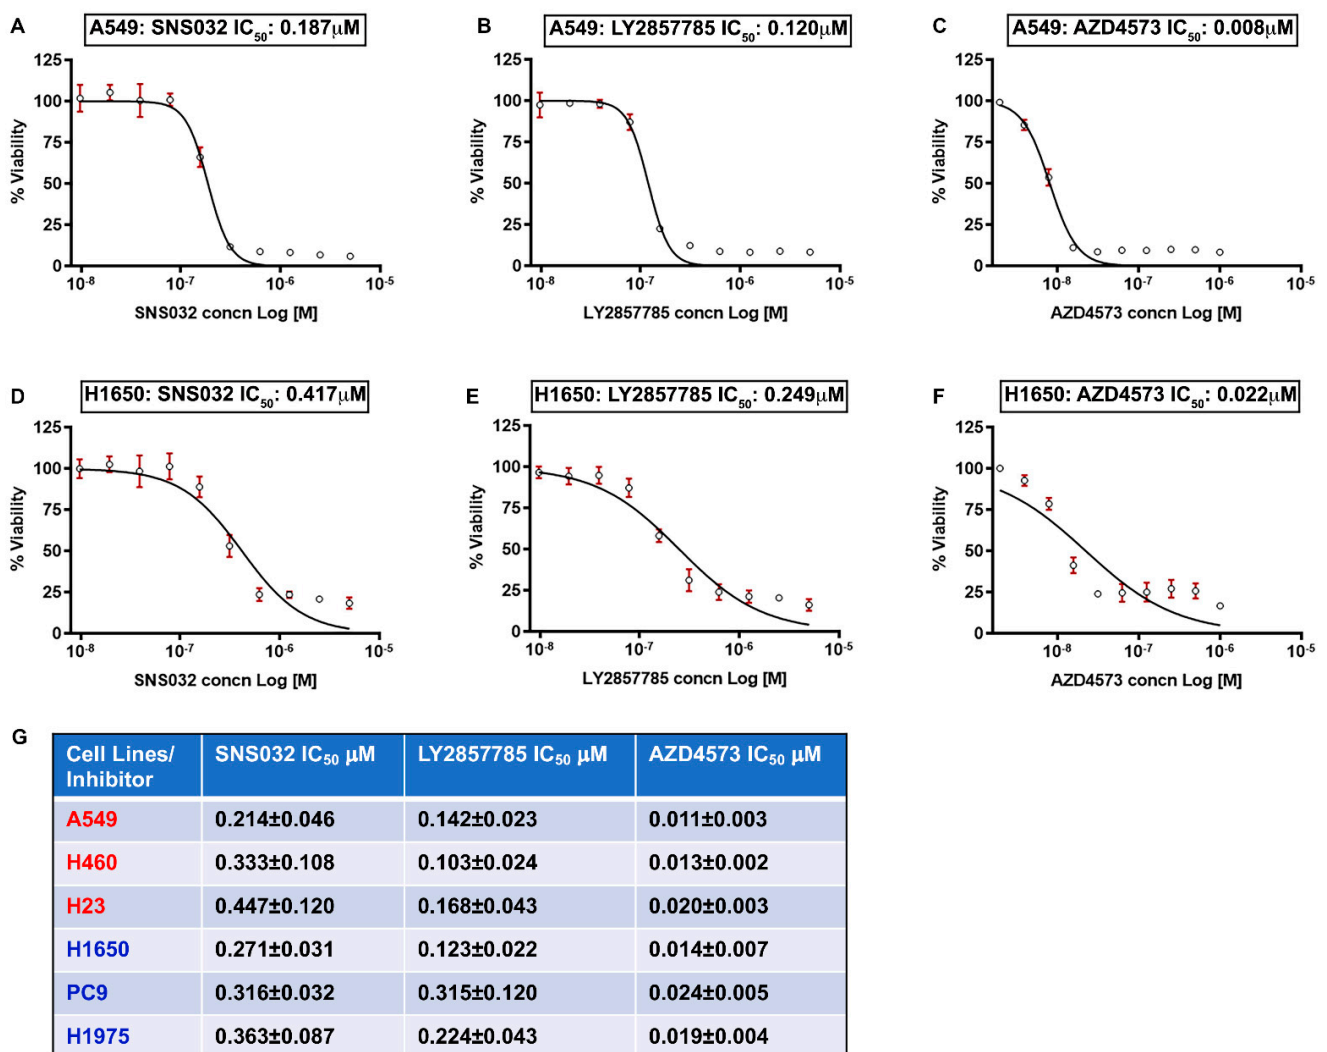 A
A549: SNS032 IC50: 0.187μM
125
100
75
50
25
0
% Viability
10-8
10-7
10-6
10-5
SNS032 concn Log [M]
B
A549: LY2857785 IC50: 0.120μM
125
100
75
50
25
0
% Viability
10-8
10-7
10-6
10-5
LY2857785 concn Log [M]
C
A549: AZD4573 IC50: 0.008μM
125
100
75
50
25
0
% Viability
10-8
10-7
10-6
10-5
AZD4573 concn Log [M]
D
H1650: SNS032 IC50: 0.417μM
125
100
75
50
25
0
% Viability
10-8
10-7
10-6
10-5
SNS032 concn Log [M]
E
H1650: LY2857785 IC50: 0.249μM
125
100
75
50
25
0
% Viability
10-8
10-7
10-6
10-5
LY2857785 concn Log [M]
F
H1650: AZD4573 IC50: 0.022μM
125
100
75
50
25
0
% Viability
10-8
10-7
10-6
10-5
AZD4573 concn Log [M]
G
Cell Lines/
Inhibitor
SNS032 IC50 μM
LY2857785 IC50 μM
AZD4573 IC50 μM
A549 0.214±0.046 0.142±0.023 0.011±0.003
H460 0.333±0.108 0.103±0.024 0.013±0.002
H23 0.447±0.120 0.168±0.043 0.020±0.003
H1650 0.271±0.031 0.123±0.022 0.014±0.007
PC9 0.316±0.032 0.315±0.120 0.024±0.005
H1975 0.363±0.087 0.224±0.043 0.019±0.004